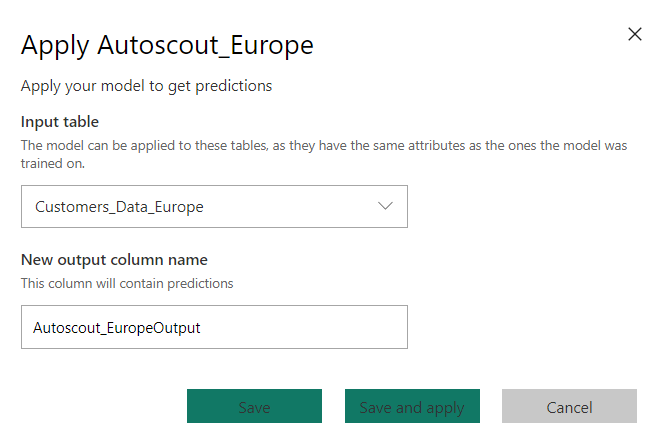 Apply Autoscout_Europe
Apply your model to get predictions
Input table
The model can be applied to these tables, as they have the same attributes as the ones the model was
trained on.
Customers_Data_Europe
New output column name
This column will contain predictions
Autoscout_EuropeOutput
Save
Save and apply
Cancel